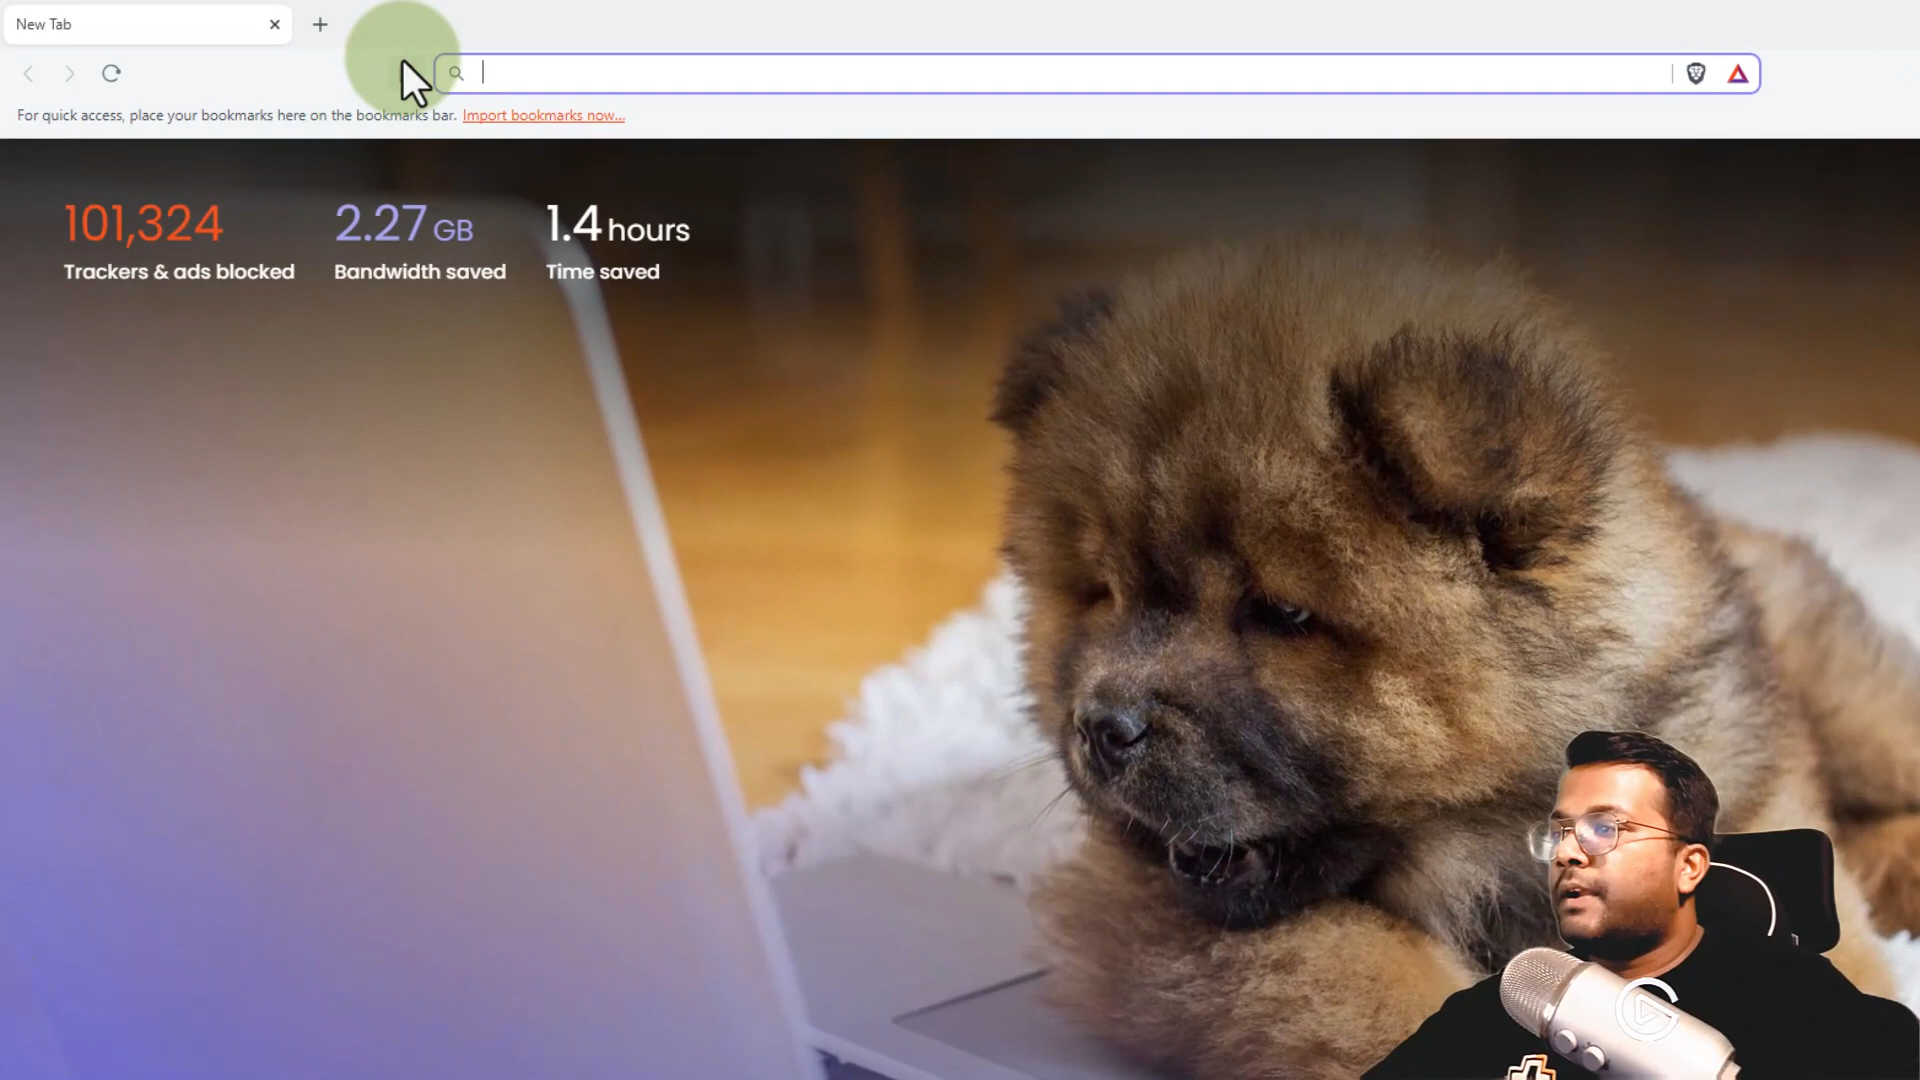 New Tab
For quick access, place your bookmarks here on the bookmarks bar. Import bookmarks now...
101,324 2.27 GB 1.4 hours
Trackers & ads blocked Bandwidth saved Time saved